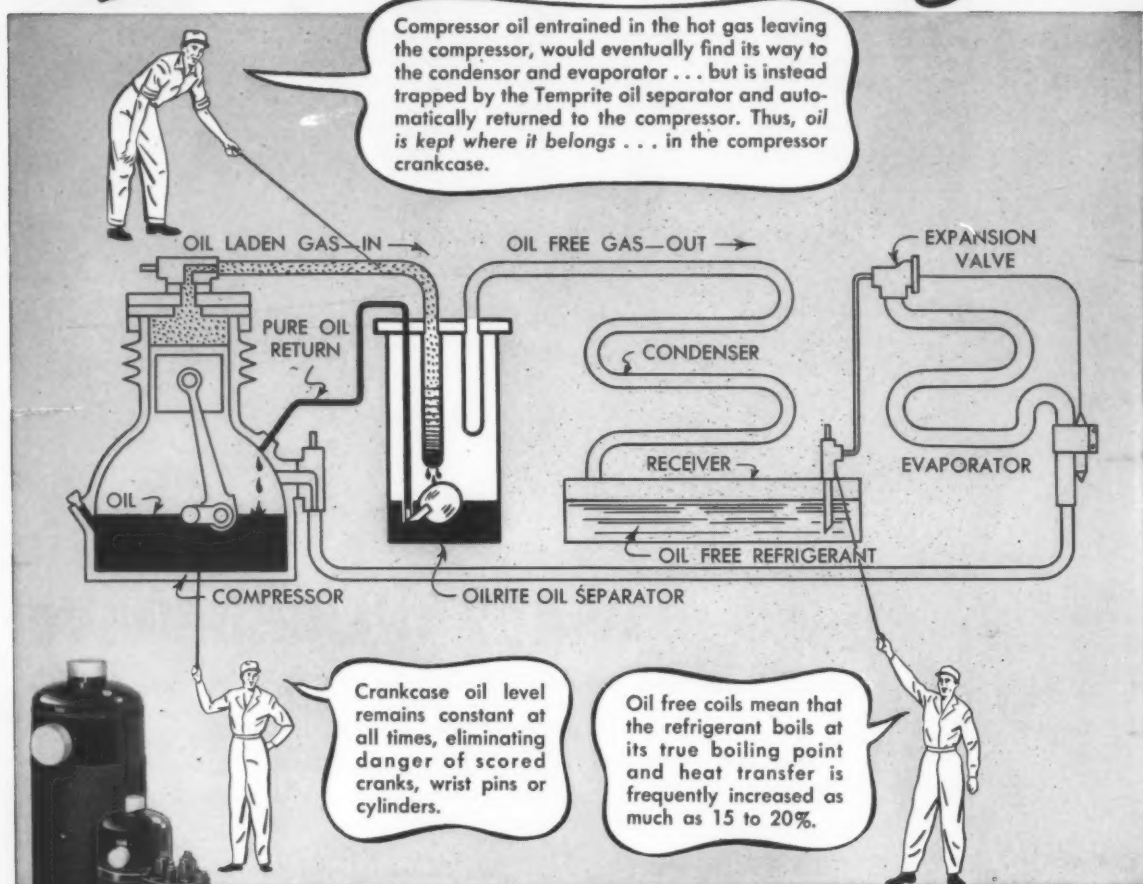 Compressor oil entrained in the hot gas leaving
the compressor, would eventually find its way to
the condensor and evaporator . . . but is instead
trapped by the Temprite oil separator and auto-
matically returned to the compressor. Thus, oil
is kept where it belongs . . . in the compressor
crankcase.
OIL LADEN GAS—IN
OIL FREE GAS—OUT
EXPANSION
VALVE
PURE OIL
RETURN
CONDENSER
RECEIVER
EVAPORATOR
OIL
OIL FREE REFRIGERANT
COMPRESSOR
OILRITE OIL SEPARATOR
Crankcase oil level
remains constant at
all times, eliminating
danger of scored
cranks, wrist pins or
cylinders.
Oil free coils mean that
the refrigerant boils at
its true boiling point
and heat transfer is
frequently increased as
much as 15 to 20%.